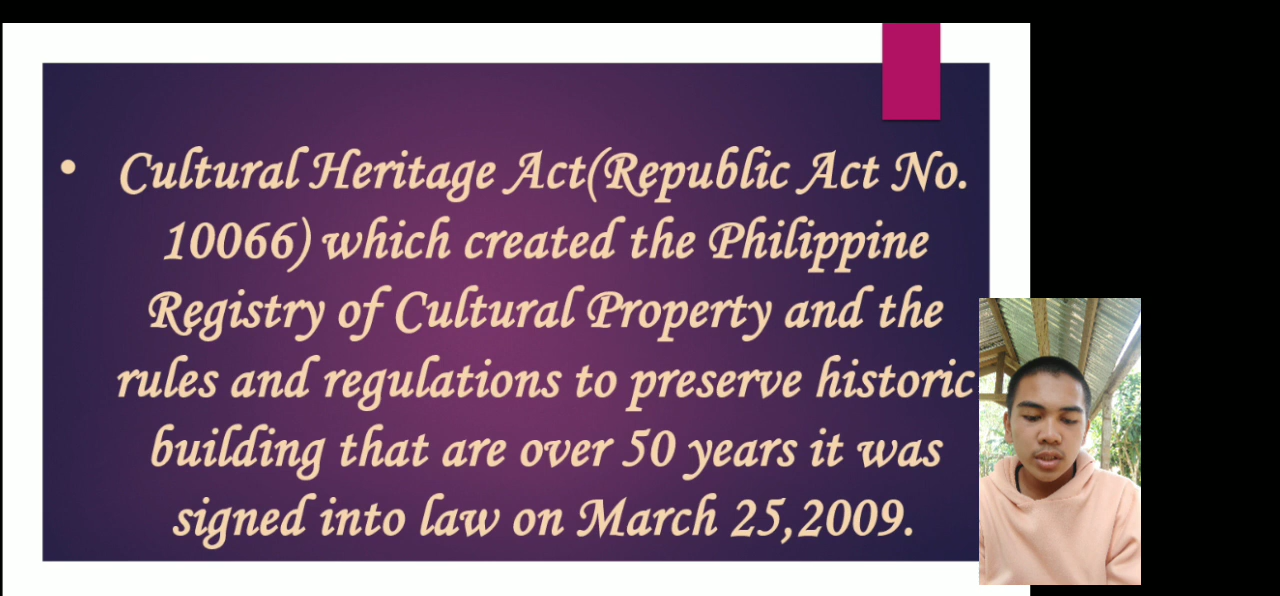 • Cultural Heritage Act(Republic Act No.
10066) which created the Philippine
Registry of Cultural Property and the
rules and regulations to preserve historic
building that are over 50 years it was
signed into law on March 25,2009.